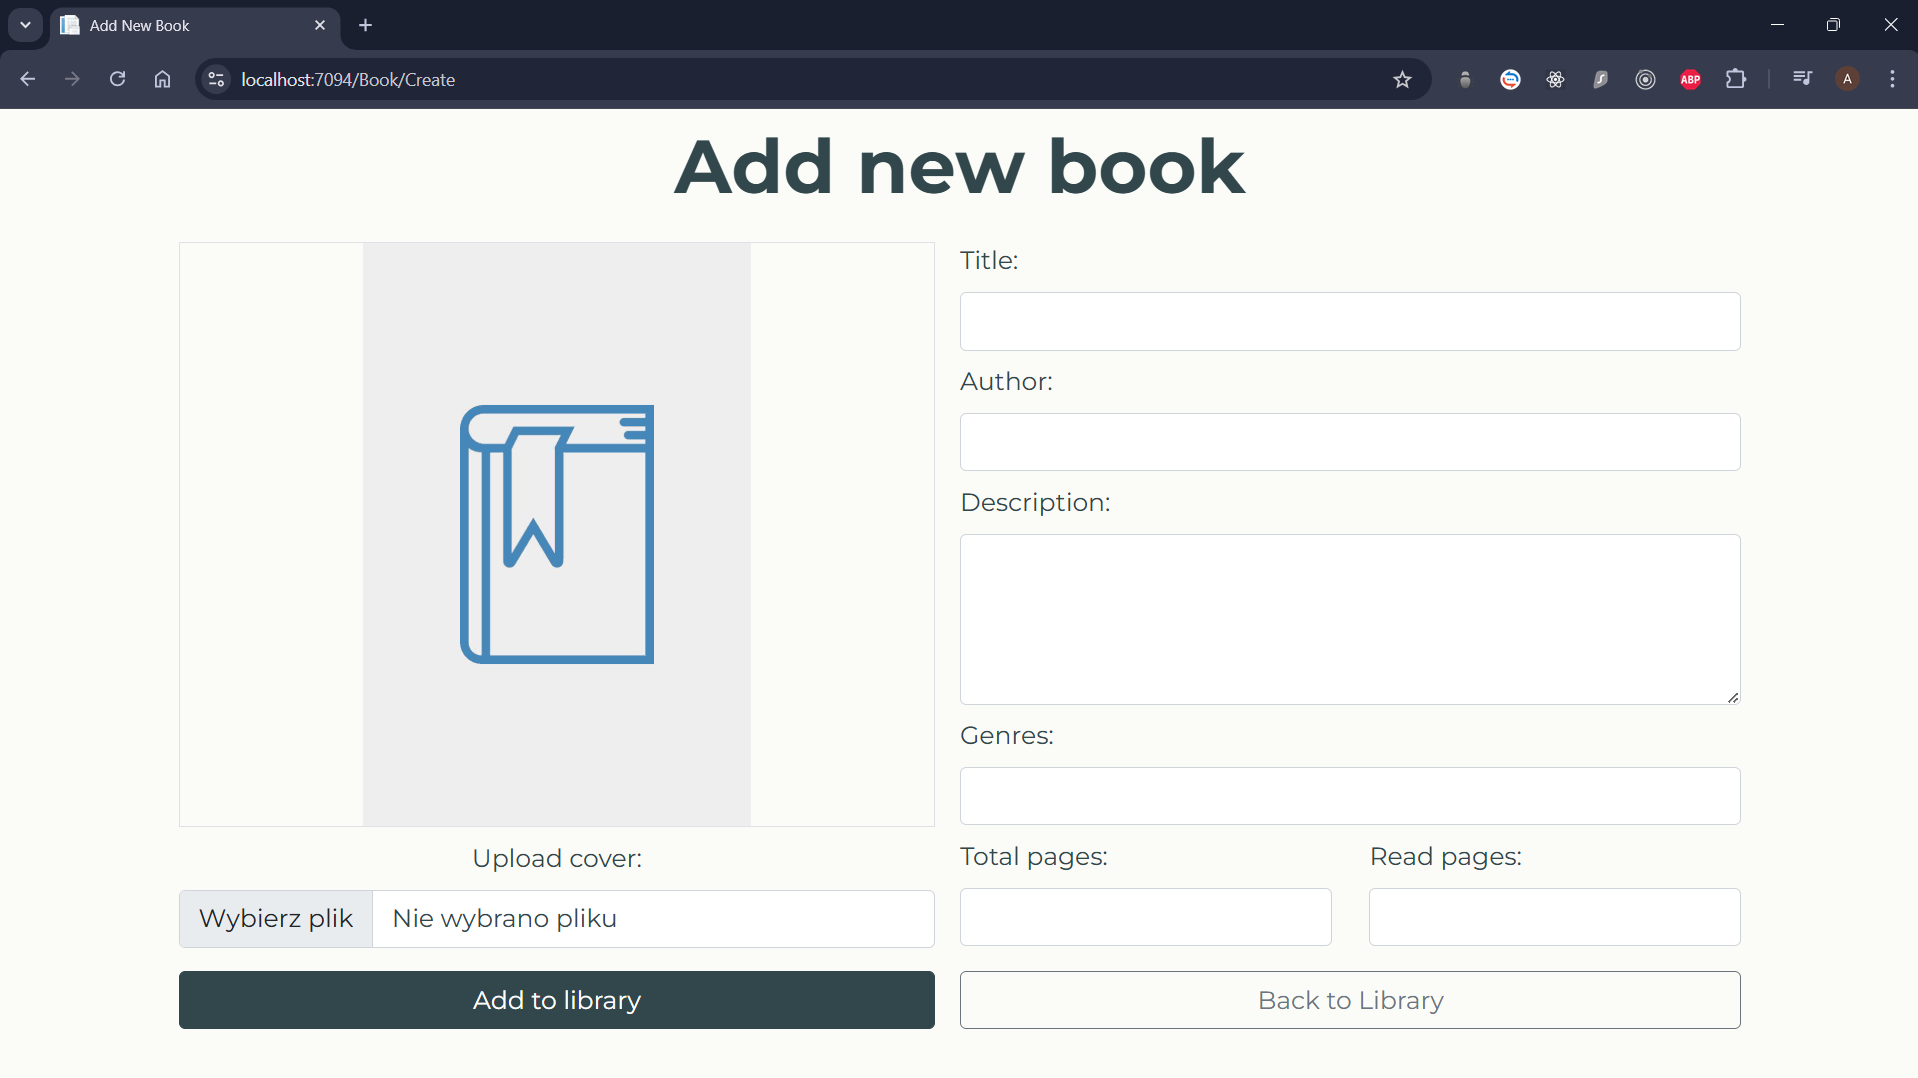 Add New Book
localhost:7094/Book/Create
ABP
A
Add new book
Title:
Author:
Description:
Genres:
Upload cover:
Total pages:
Read pages:
Wybierz plik
Nie wybrano pliku
Add to library
Back to Library